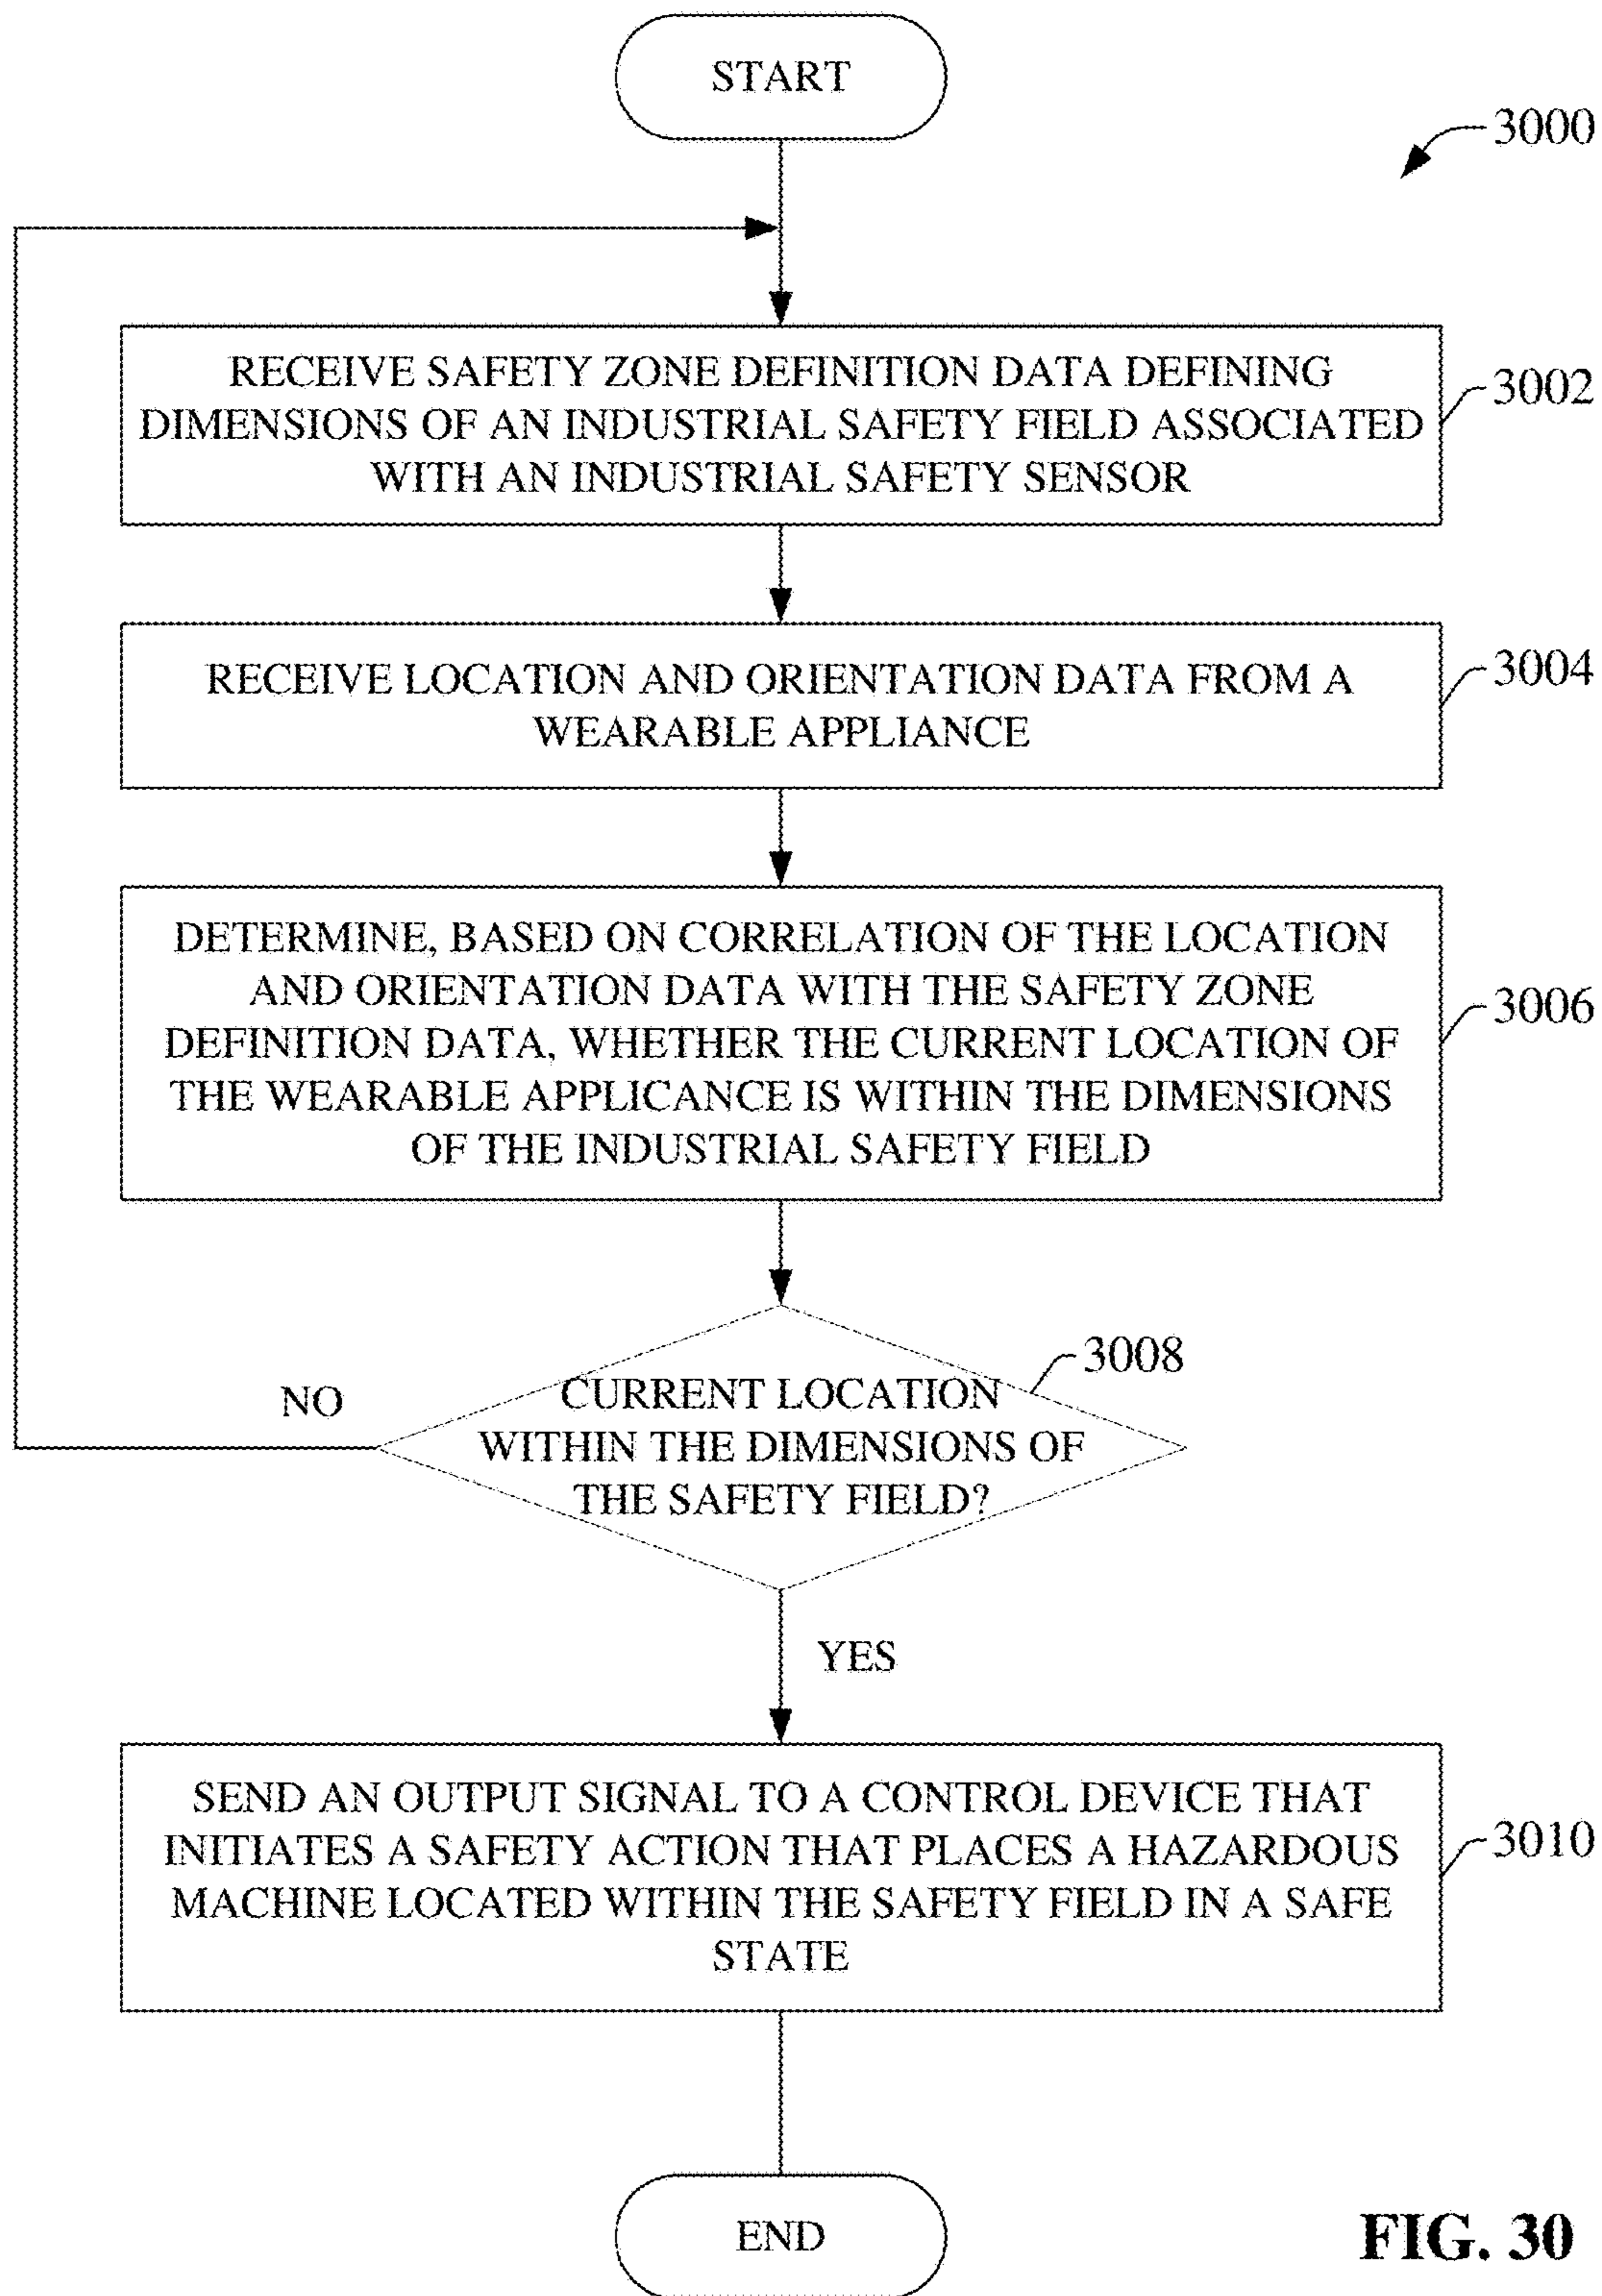 START
3000
RECEIVE SAFETY ZONE DEFINITION DATA DEFINING
DIMENSIONS OF AN INDUSTRIAL SAFETY FIELD ASSOCIATED
WITH AN INDUSTRIAL SAFETY SENSOR
3002
RECEIVE LOCATION AND ORIENTATION DATA FROM A
WEARABLE APPLIANCE
3004
DETERMINE, BASED ON CORRELATION OF THE LOCATION
AND ORIENTATION DATA WITH THE SAFETY ZONE
DEFINITION DATA, WHETHER THE CURRENT LOCATION OF
THE WEARABLE APPLICANCE IS WITHIN THE DIMENSIONS
OF THE INDUSTRIAL SAFETY FIELD
3006
3008
NO
CURRENT LOCATION
WITHIN THE DIMENSIONS OF
THE SAFETY FIELD?
YES
SEND AN OUTPUT SIGNAL TO A CONTROL DEVICE THAT
INITIATES A SAFETY ACTION THAT PLACES A HAZARDOUS
MACHINE LOCATED WITHIN THE SAFETY FIELD IN A SAFE
STATE
3010
END
FIG. 30